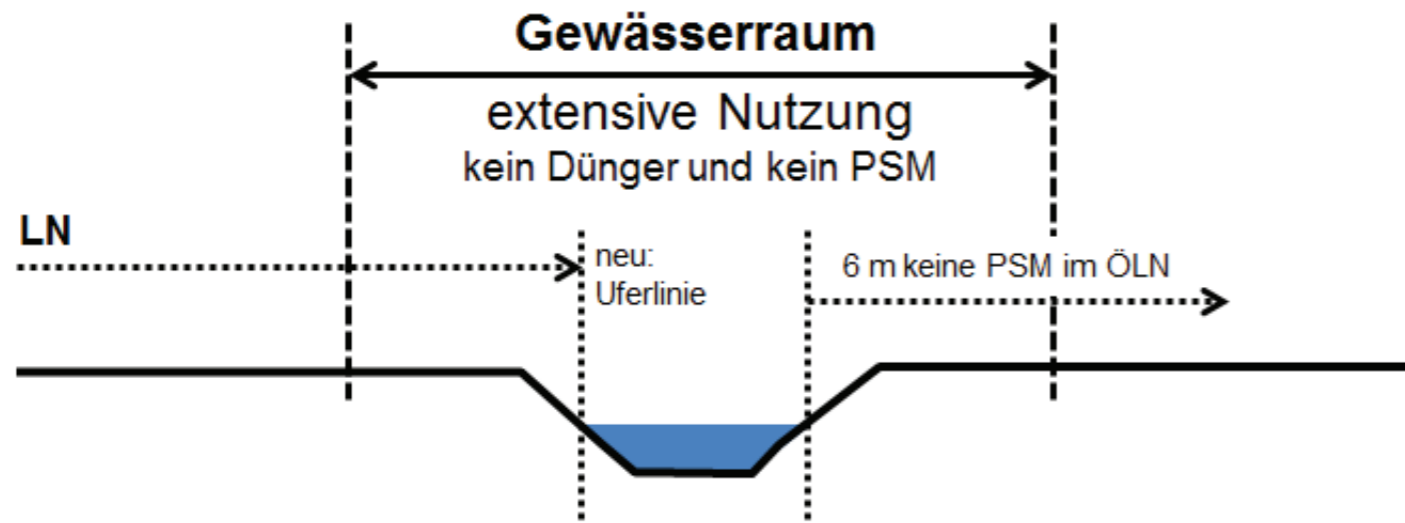 Gewässerraum
extensive Nutzung
kein Dünger und kein PSM
LN
neu:
Uferlinie
6 m keine PSM im ÖLN